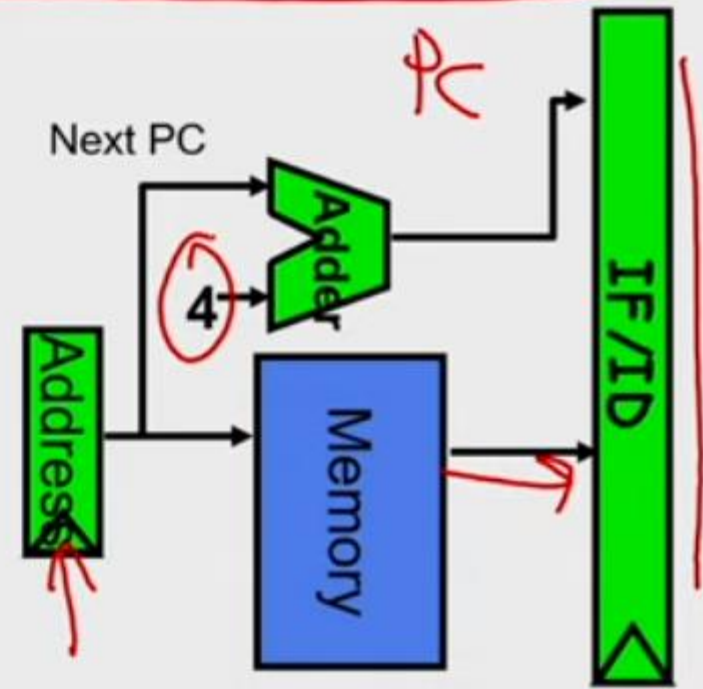 PC
Next PC
Adder
4
Address
Memory
IF/ID